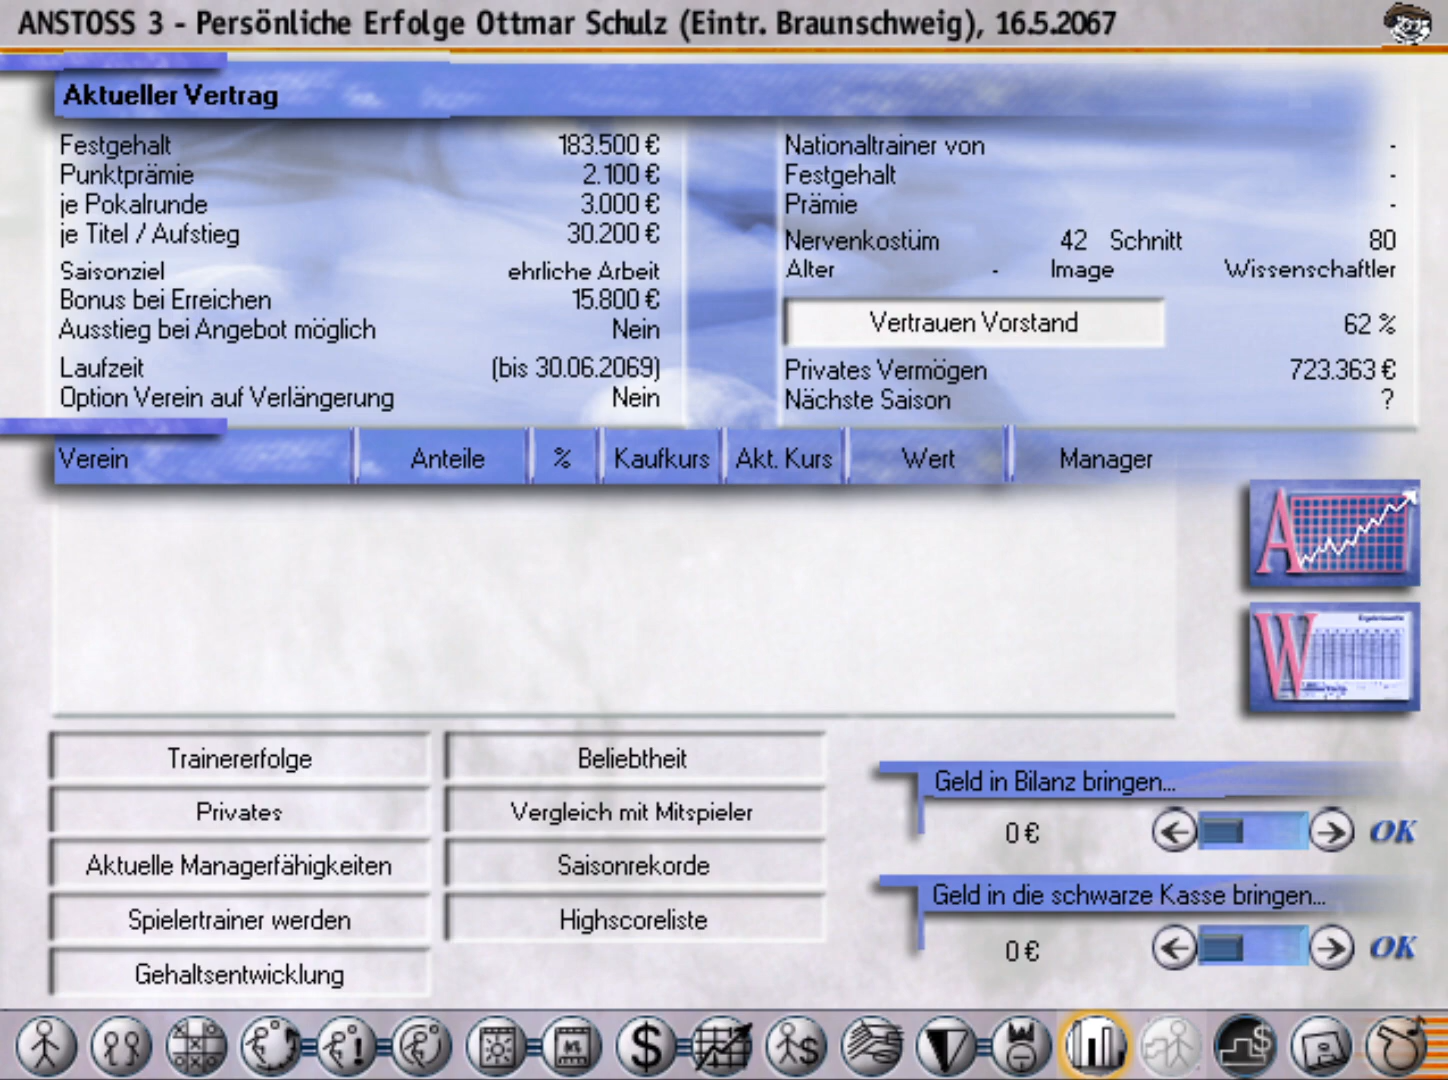 ANSTOSS 3 - Persönliche Erfolge Ottmar Schulz (Eintr. Braunschweig), 16.5.2067
Aktueller Vertrag
Festgehalt 183.500 €
Punktprämie 2.100 €
je Pokalrunde 3.000 €
je Titel / Aufstieg 30.200 €
Saisonziel ehrliche Arbeit
Bonus bei Erreichen 15.800 €
Ausstieg bei Angebot möglich Nein
Laufzeit (bis 30.06.2069)
Option Verein auf Verlängerung Nein
Nationaltrainer von -
Festgehalt -
Prämie -
Nervenkostüm 42 Schnitt 80
Alter - Image Wissenschaftler
Vertrauen Vorstand 62 %
Privates Vermögen 723.363 €
Nächste Saison ?
Verein Anteile % Kaufkurs Akt. Kurs Wert Manager
A
W
Trainererfolge
Beliebtheit
Privates
Vergleich mit Mitspieler
Aktuelle Managerfähigkeiten
Saisonrekorde
Spielertrainer werden
Highscoreliste
Gehaltsentwicklung
Geld in Bilanz bringen...
0 € OK
Geld in die schwarze Kasse bringen...
0 € OK